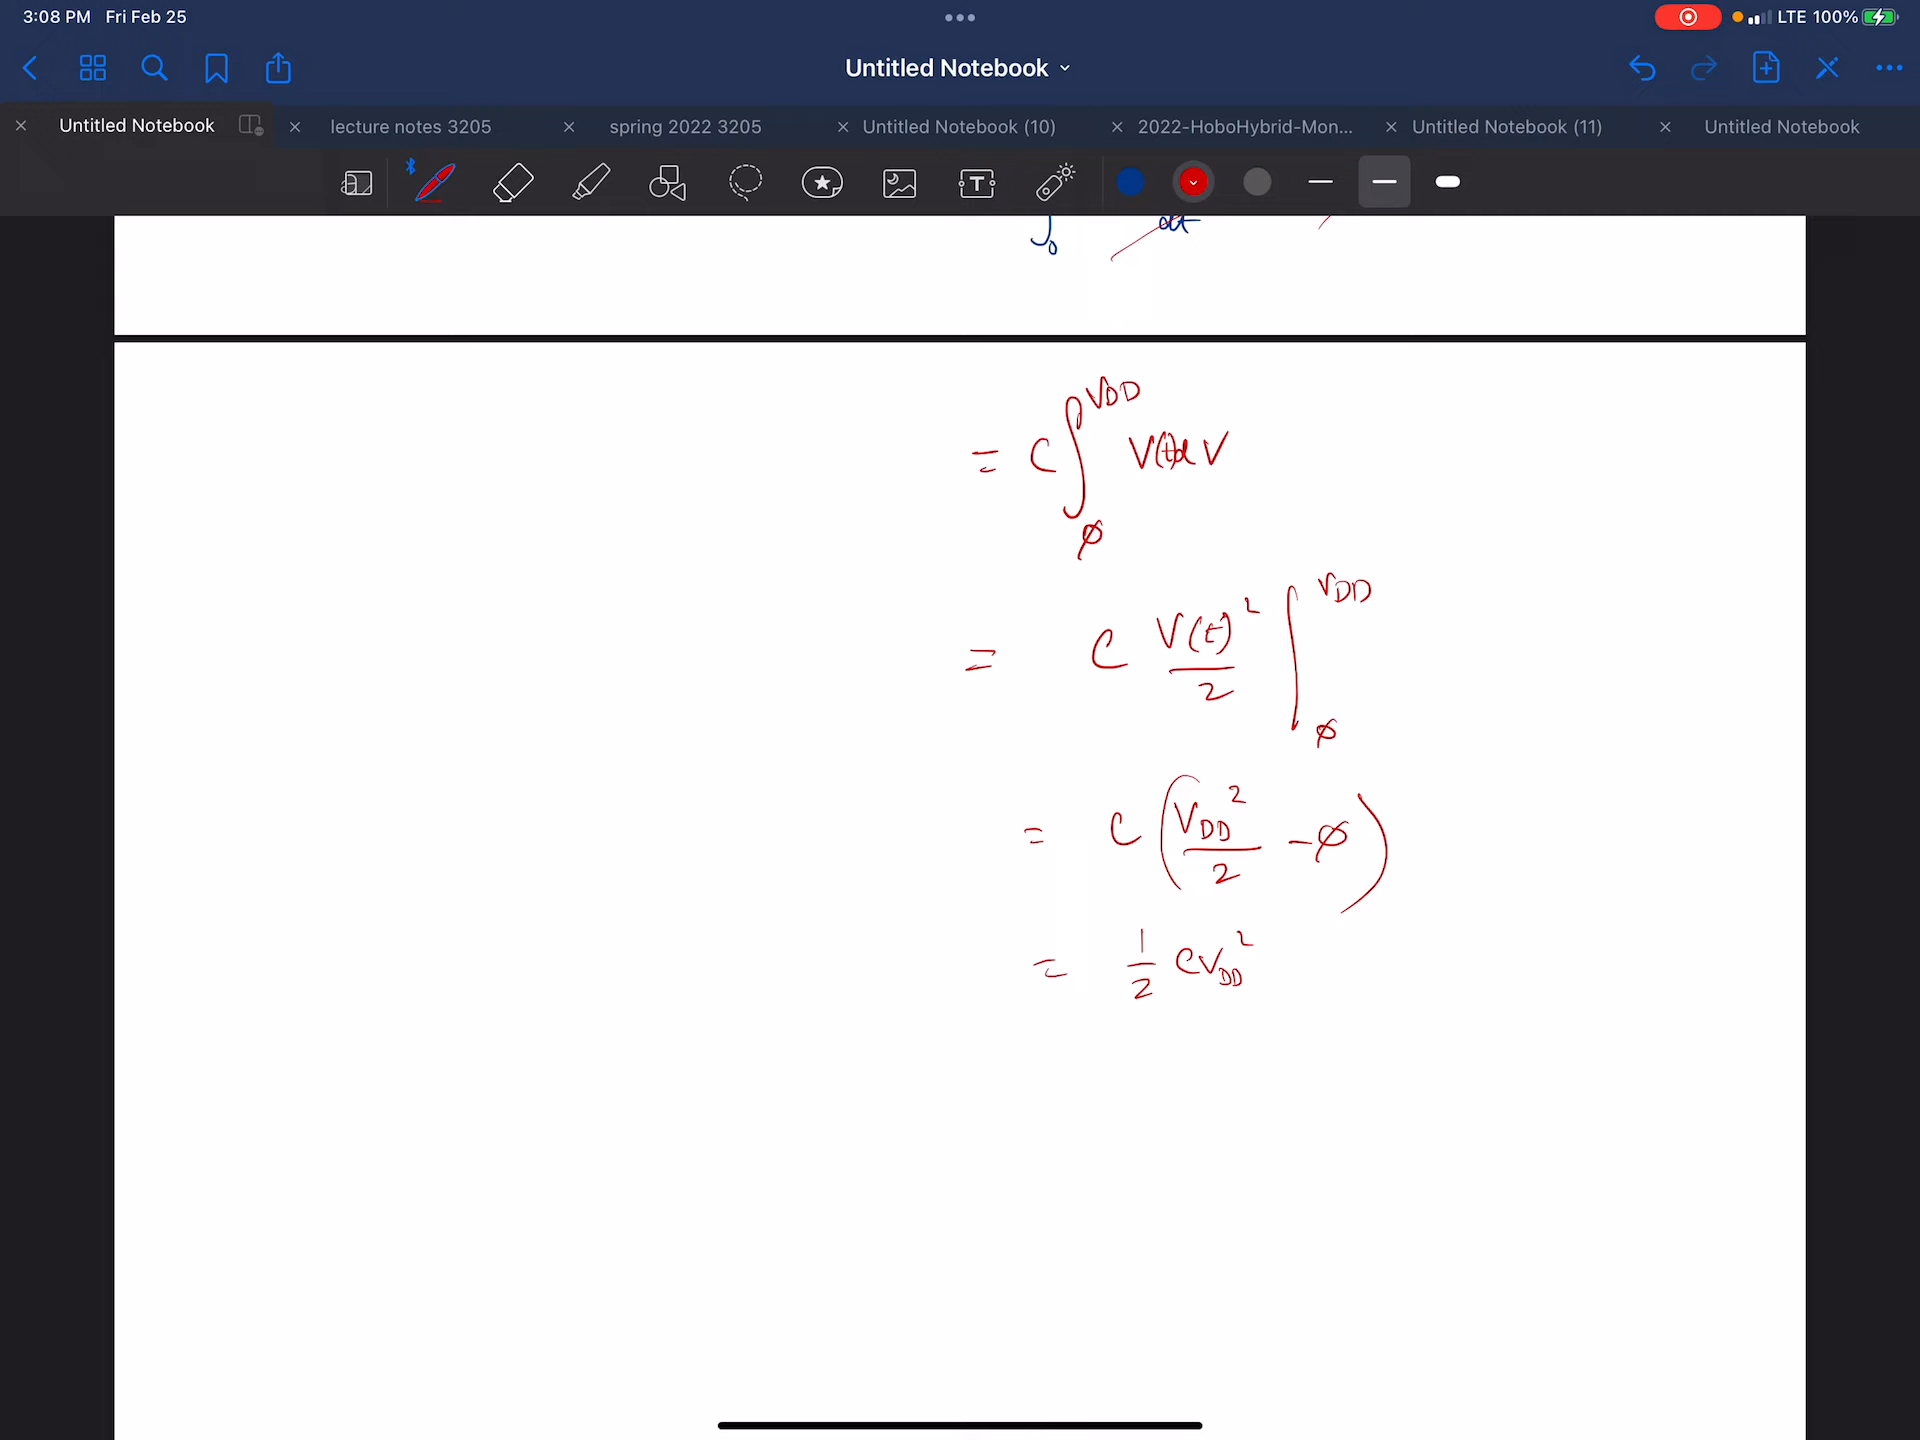 3:08 PM Fri Feb 25
LTE 100%
Untitled Notebook
Untitled Notebook
lecture notes 3205
spring 2022 3205
Untitled Notebook (10)
2022-HoboHybrid-Mon...
Untitled Notebook (11)
Untitled Notebook
T
∫0 dt
= C ∫∅^VDD V(t)dV
= C V(t)²/2 |∅^VDD
= C (VDD²/2 - ∅)
= 1/2 CVDD²